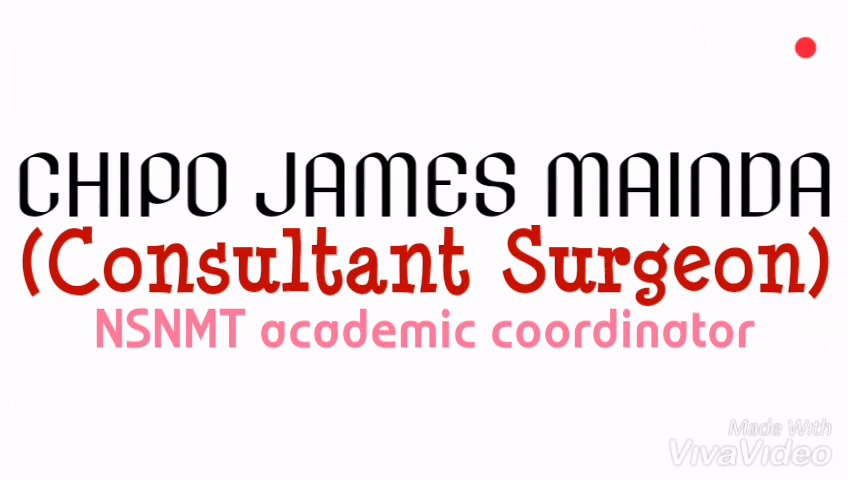 CHIPO JAMES MAINDA
(Consultant Surgeon)
NSNMT academic coordinator
Made With
VivaVideo